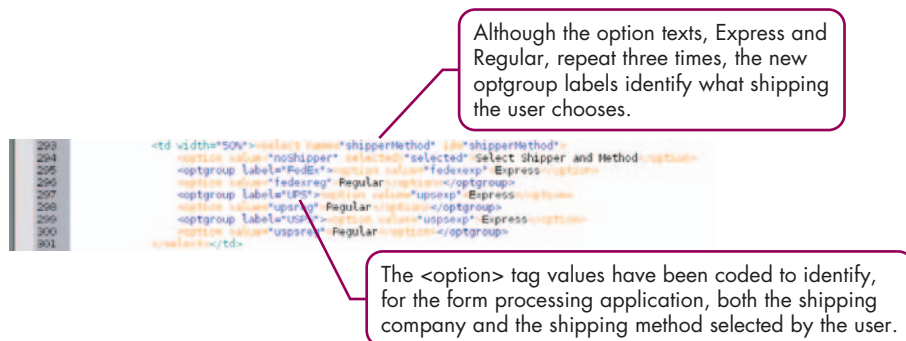 Although the option texts, Express and
Regular, repeat three times, the new
optgroup labels identify what shipping
the user chooses.
293 <td width="50%"><select name="shipperMethod" id="shipperMethod">
294 <option value="noShipper" selected="selected">Select Shipper and Method</option>
295 <optgroup label="FedEx"><option value="fedexexp">Express</option>
296 <option value="fedexreg">Regular</option></optgroup>
297 <optgroup label="UPS"><option value="upsexp">Express</option>
298 <option value="upsreg">Regular</option></optgroup>
299 <optgroup label="USPS"><option value="uspsexp">Express</option>
300 <option value="uspsreg">Regular</option></optgroup>
301 </select></td>
The <option> tag values have been coded to identify,
for the form processing application, both the shipping
company and the shipping method selected by the user.